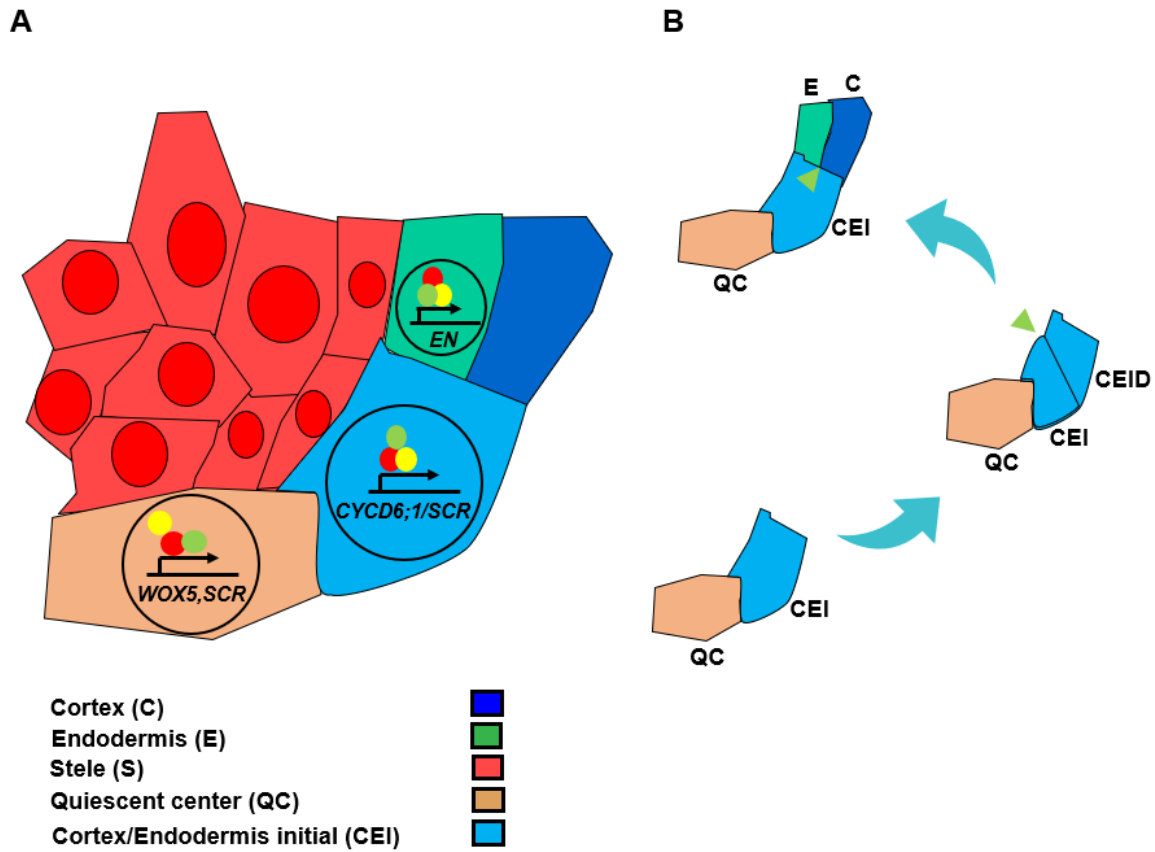 A
B
E
C
CEI
QC
EN
CYCD6;1/SCR
WOX5,SCR
CEID
CEI
QC
CEI
QC
Cortex (C)
Endodermis (E)
Stele (S)
Quiescent center (QC)
Cortex/Endodermis initial (CEI)